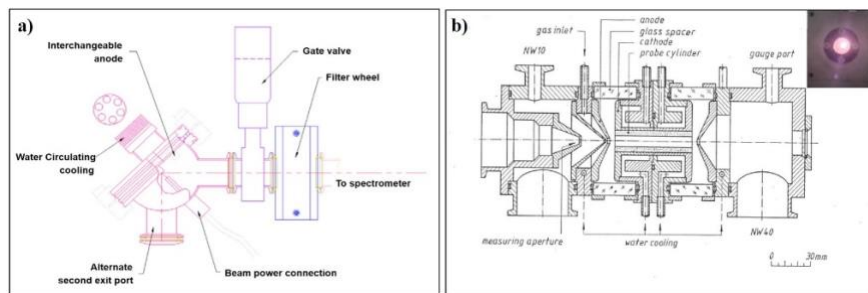 a)
Interchangeable
anode
Gate valve
Filter wheel
Water Circulating
cooling
To spectrometer
Alternate
second exit port
Beam power connection
b)
gas inlet
anode
glass spacer
cathode
probe cylinder
gauge port
NW10
measuring aperture
water cooling
NW40
0 30mm